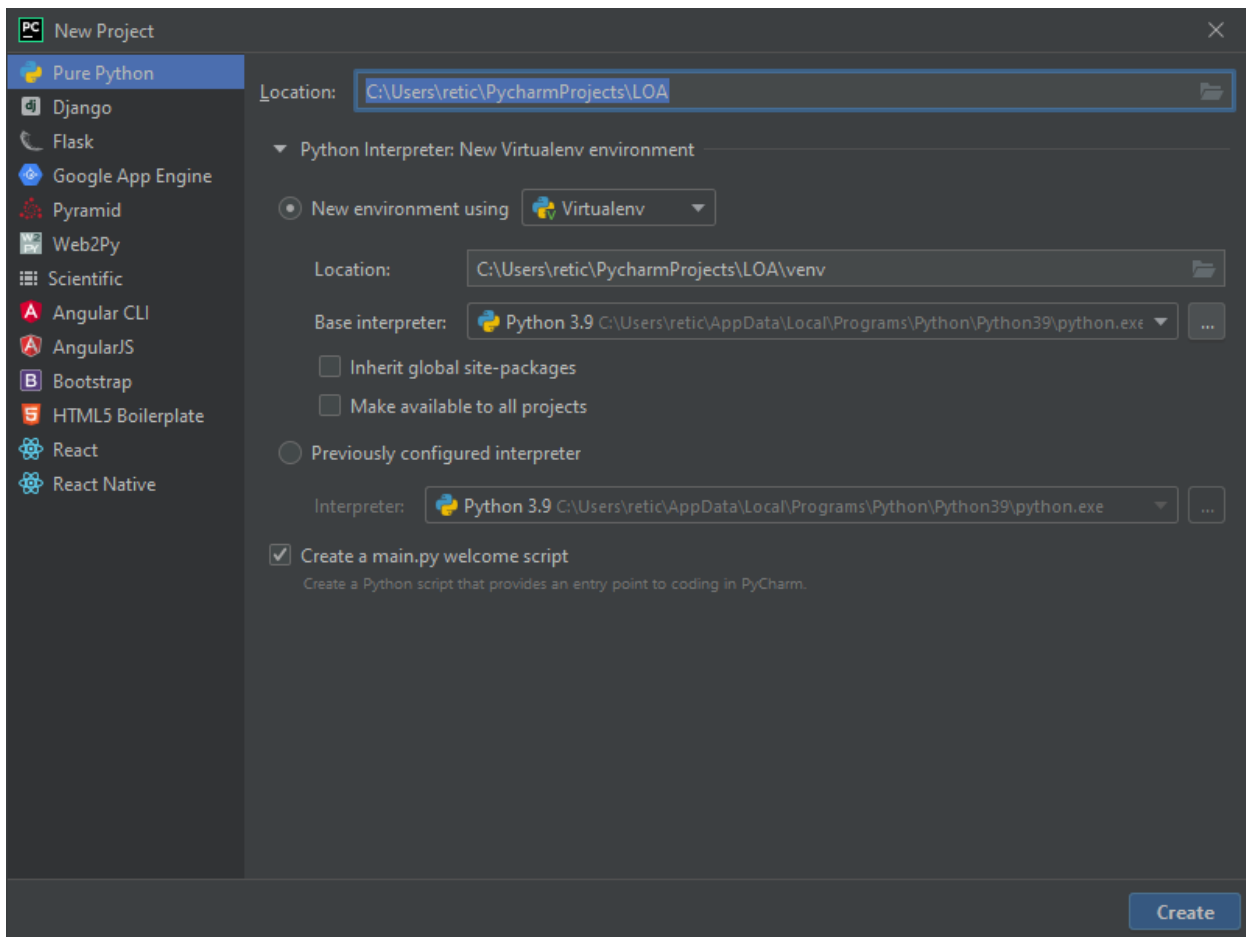 New Project
Pure Python
Django
Flask
Google App Engine
Pyramid
Web2Py
Scientific
Angular CLI
AngularJS
Bootstrap
HTML5 Boilerplate
React
React Native
Location: C:\Users\retic\PycharmProjects\LOA
Python Interpreter: New Virtualenv environment
New environment using Virtualenv
Location: C:\Users\retic\PycharmProjects\LOA\venv
Base interpreter: Python 3.9 C:\Users\retic\AppData\Local\Programs\Python\Python39\python.exe ...
Inherit global site-packages
Make available to all projects
Previously configured interpreter
Interpreter: Python 3.9 C:\Users\retic\AppData\Local\Programs\Python\Python39\python.exe ...
Create a main.py welcome script
Create a Python script that provides an entry point to coding in PyCharm.
Create